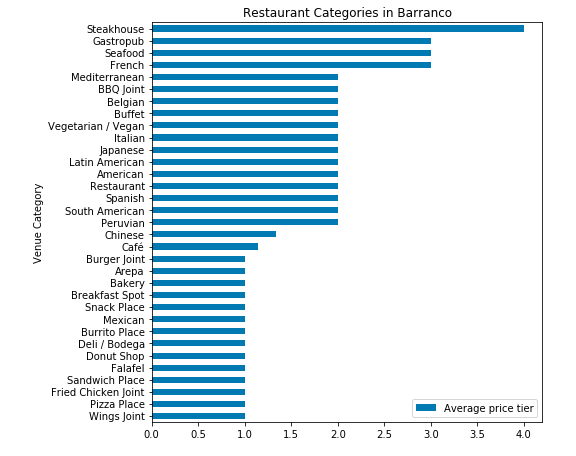 Restaurant Categories in Barranco
Venue Category
Steakhouse
Gastropub
Seafood
French
Mediterranean
BBQ Joint
Belgian
Buffet
Vegetarian / Vegan
Italian
Japanese
Latin American
American
Restaurant
Spanish
South American
Peruvian
Chinese
Café
Burger Joint
Arepa
Bakery
Breakfast Spot
Snack Place
Mexican
Burrito Place
Deli / Bodega
Donut Shop
Falafel
Sandwich Place
Fried Chicken Joint
Pizza Place
Wings Joint
Average price tier
0.0 0.5 1.0 1.5 2.0 2.5 3.0 3.5 4.0